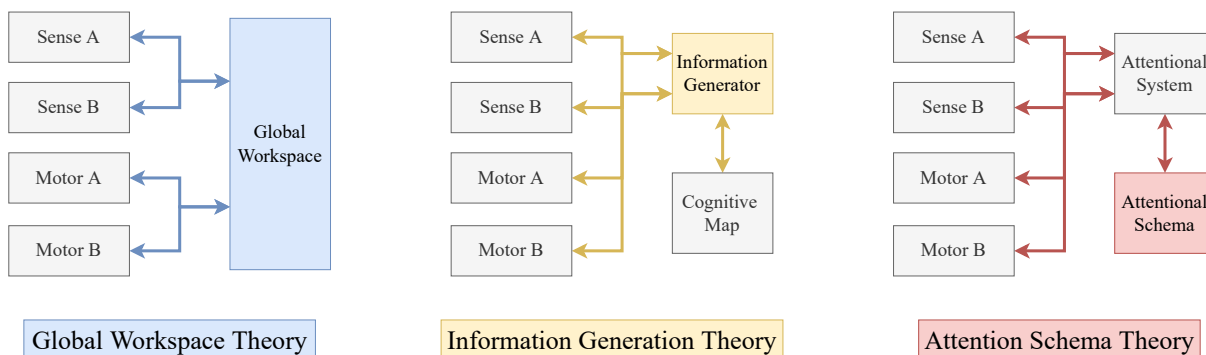 Sense A
Sense B
Motor A
Motor B
Global
Workspace
Global Workspace Theory
Sense A
Sense B
Motor A
Motor B
Information
Generator
Cognitive
Map
Information Generation Theory
Sense A
Sense B
Motor A
Motor B
Attentional
System
Attentional
Schema
Attention Schema Theory